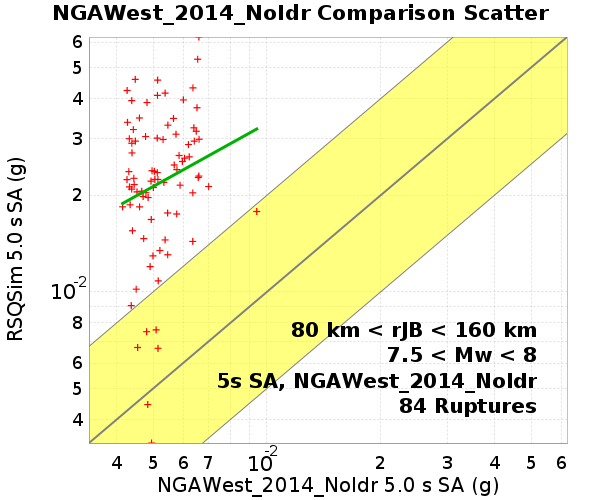 NGAWest_2014_NoIdr Comparison Scatter
6
5
4
3
2
10-2
8
6
5
4
RSQSim 5.0 s SA (g)
80 km < rJB < 160 km
7.5 < Mw < 8
5s SA, NGAWest_2014_NoIdr
84 Ruptures
4 5 6 7 10-2 2 3 4 5 6
NGAWest_2014_NoIdr 5.0 s SA (g)